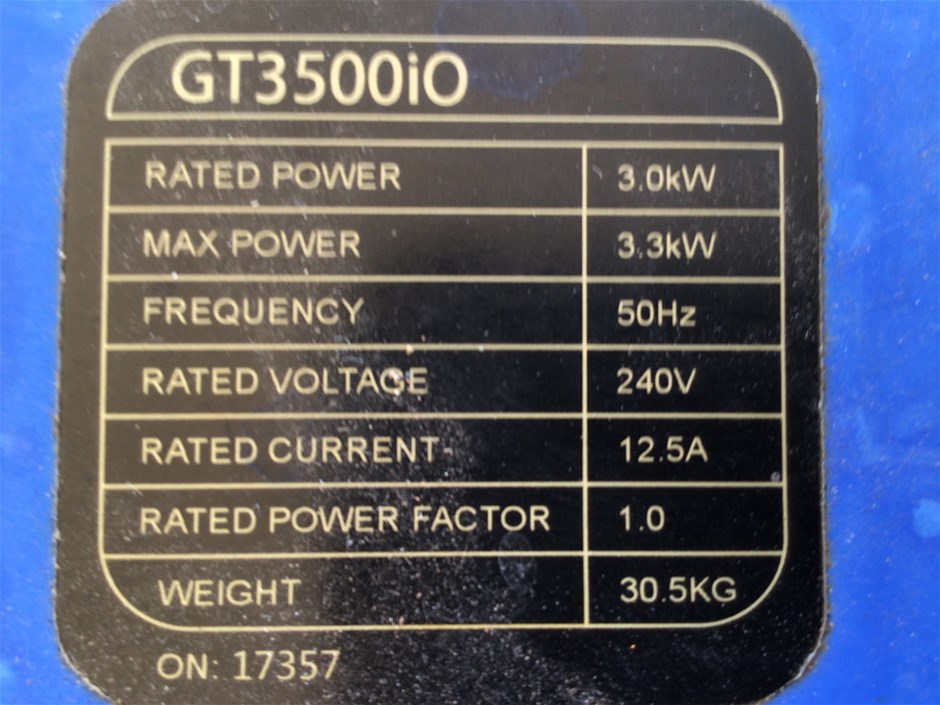 GT3500iO
RATED POWER 3.0kW
MAX POWER 3.3kW
FREQUENCY 50Hz
RATED VOLTAGE 240V
RATED CURRENT 12.5A
RATED POWER FACTOR 1.0
WEIGHT 30.5KG
ON: 17357